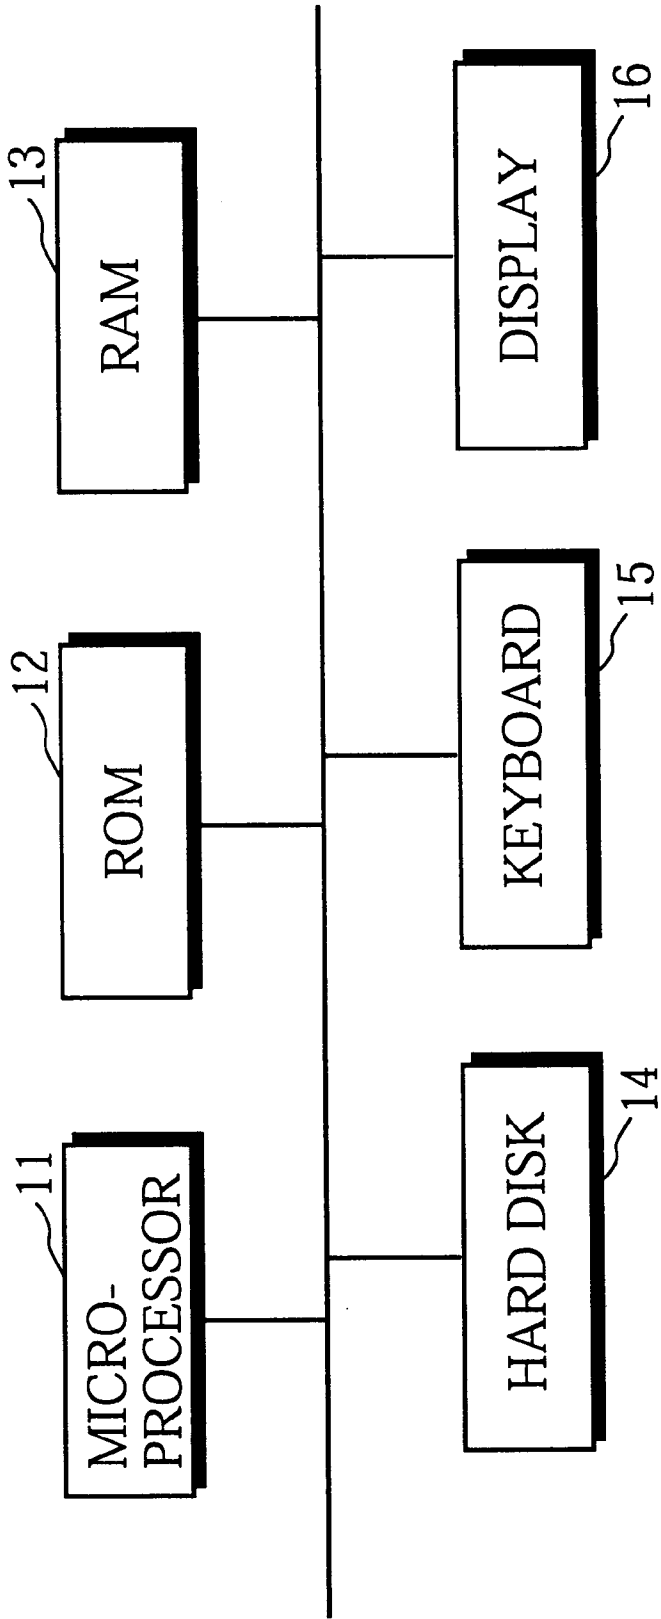 11
MICRO-
PROCESSOR
12
ROM
13
RAM
HARD DISK
14
KEYBOARD
15
DISPLAY
16